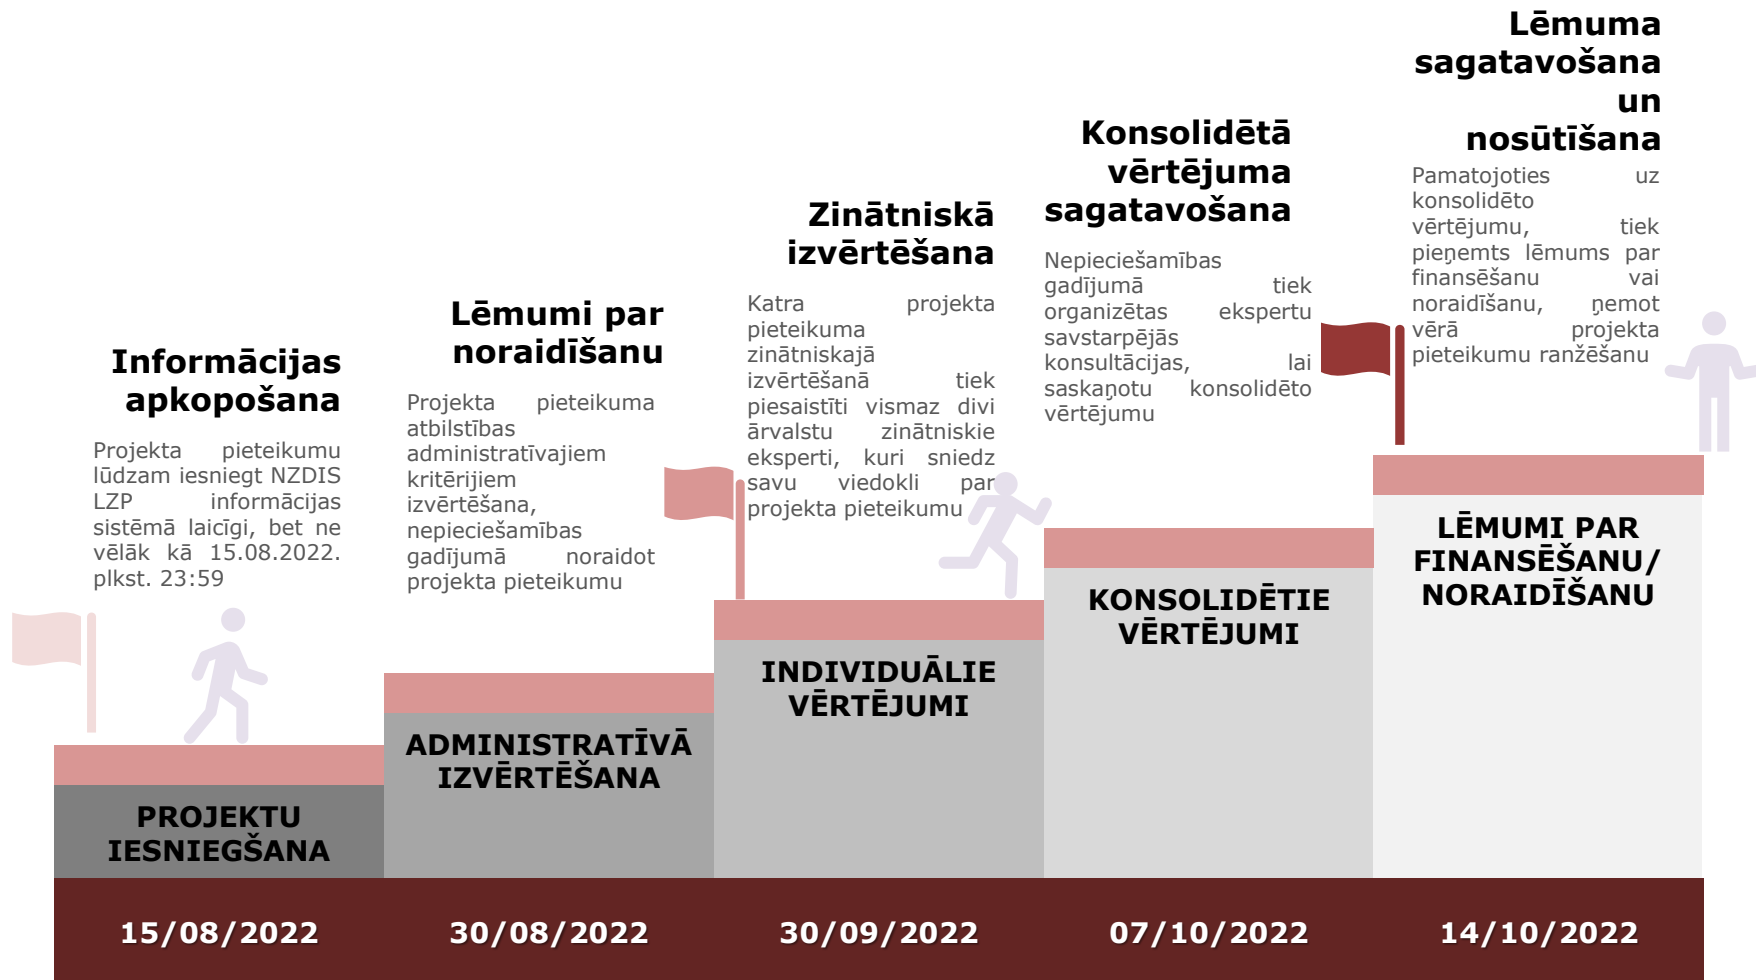 Informācijas
apkopošana
Projekta pieteikumu
lūdzam iesniegt NZDIS
LZP informācijas
sistēmā laicīgi, bet ne
vēlāk kā 15.08.2022.
plkst. 23:59
PROJEKTU
IESNIEGŠANA
15/08/2022
Lēmumi par
noraidīšanu
Projekta pieteikuma
atbilstības
administratīvajiem
kritērijiem
izvērtēšana,
nepieciešamības
gadījumā noraidot
projekta pieteikumu
ADMINISTRATĪVĀ
IZVĒRTĒŠANA
30/08/2022
Zinātniskā
izvērtēšana
Katra projekta
pieteikuma
zinātniskajā
izvērtēšanā tiek
piesaistīti vismaz divi
ārvalstu zinātniskie
eksperti, kuri sniedz
savu viedokli par
projekta pieteikumu
INDIVIDUĀLIE
VĒRTĒJUMI
30/09/2022
Konsolidētā
vērtējuma
sagatavošana
Nepieciešamības
gadījumā tiek
organizētas ekspertu
savstarpējās
konsultācijas, lai
saskaņotu konsolidēto
vērtējumu
KONSOLIDĒTIE
VĒRTĒJUMI
07/10/2022
Lēmuma
sagatavošana
un
nosūtīšana
Pamatojoties uz
konsolidēto
vērtējumu, tiek
pieņemts lēmums par
finansēšanu vai
noraidīšanu, ņemot
vērā projekta
pieteikumu ranžēšanu
LĒMUMI PAR
FINANSĒŠANU/
NORAIDĪŠANU
14/10/2022